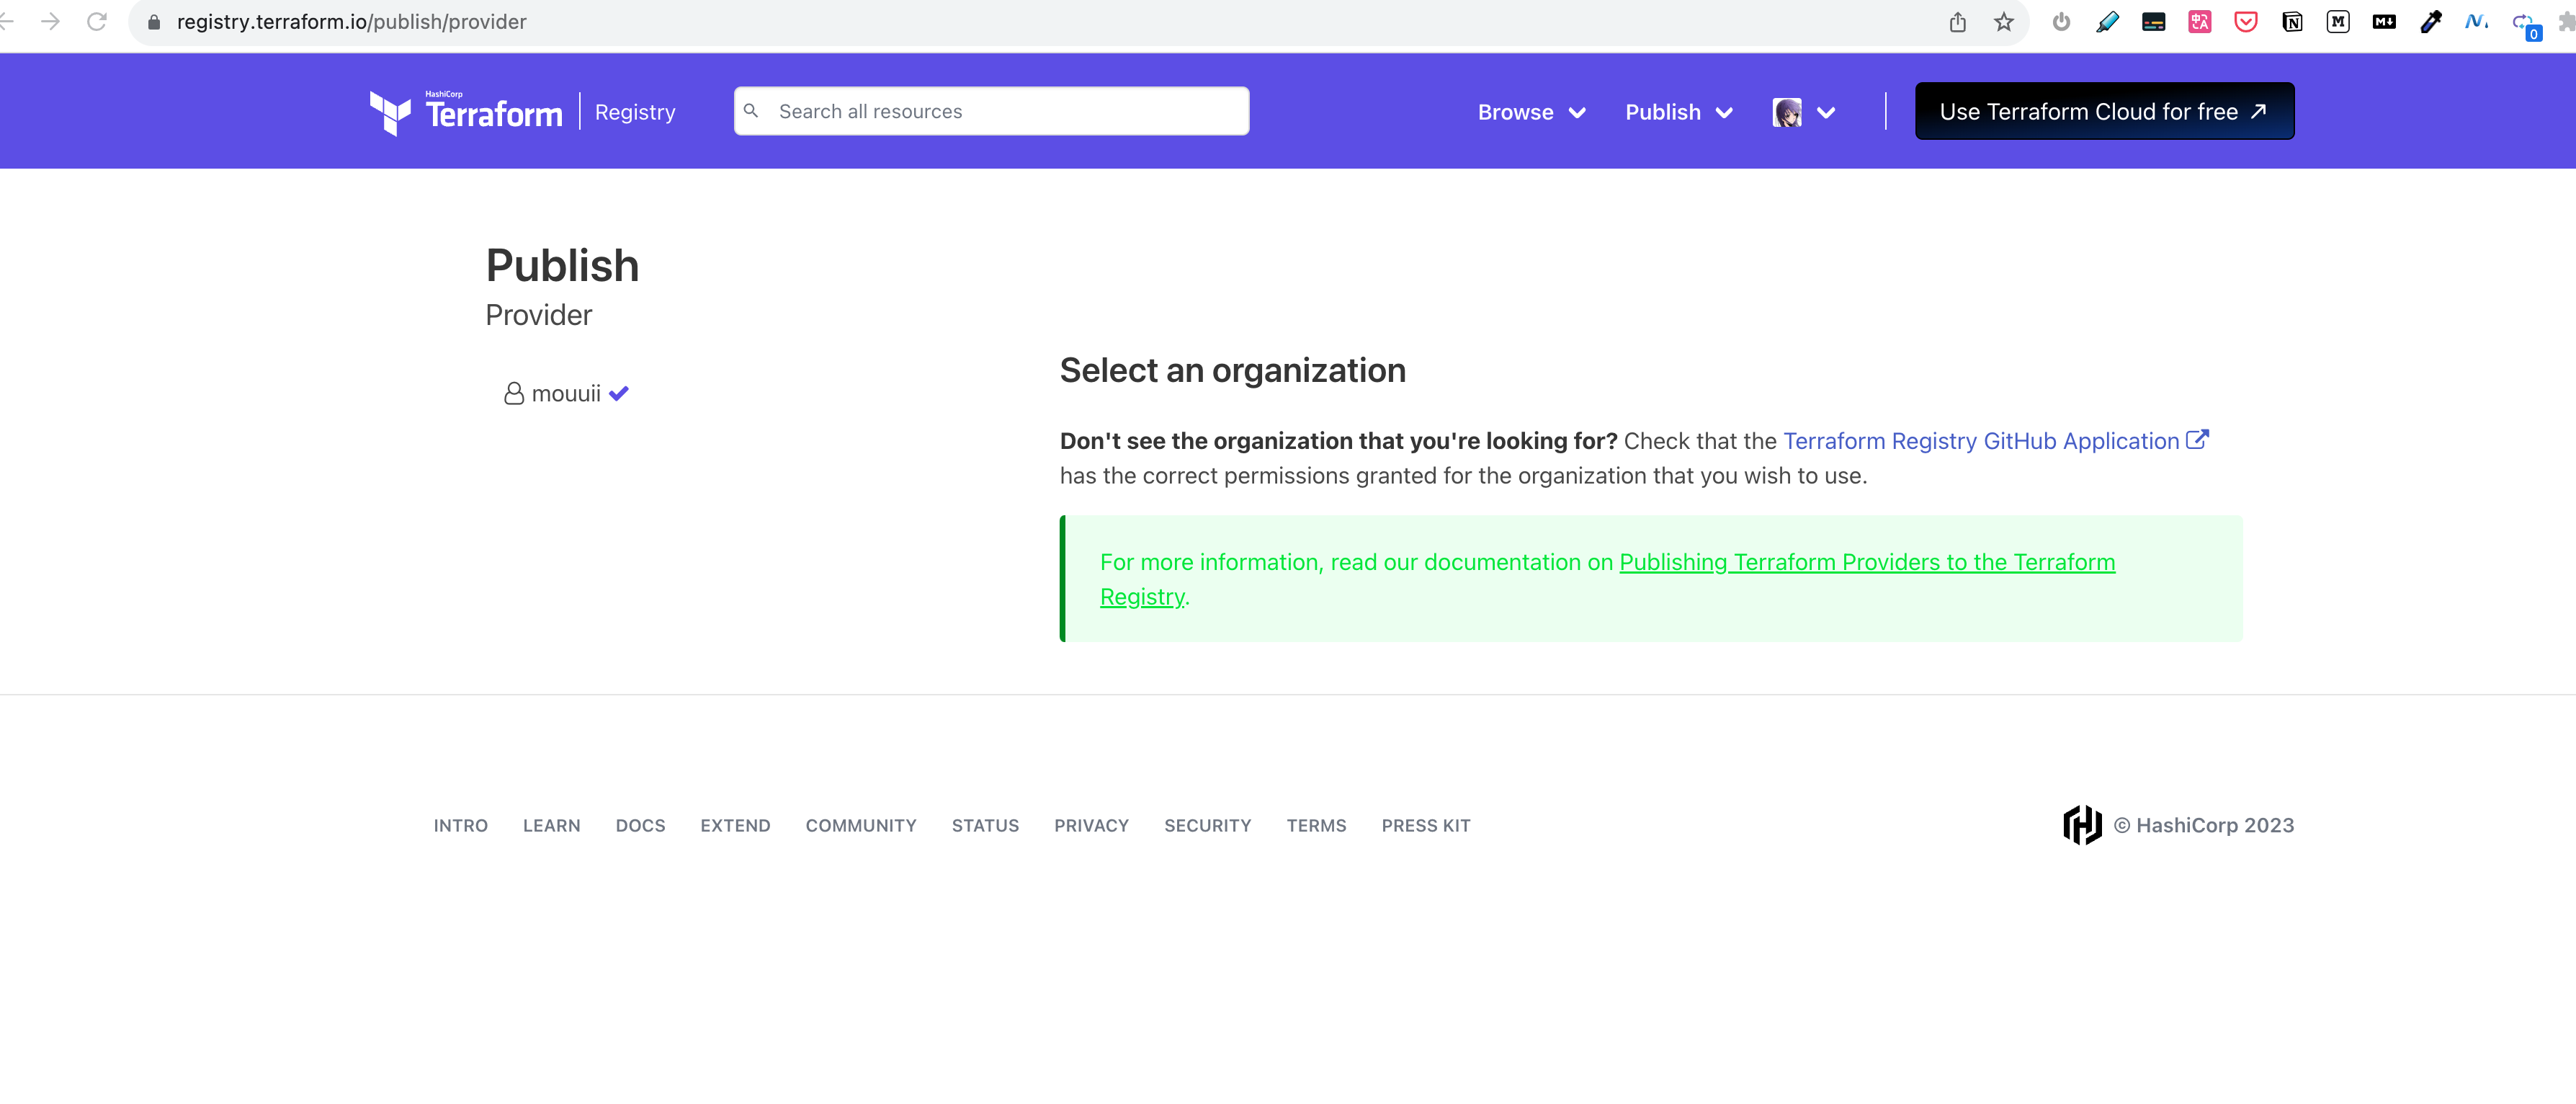 registry.terraform.io/publish/provider
0
HashiCorp
Terraform
Registry
Search all resources
Browse
Publish
Use Terraform Cloud for free
Publish
Provider
mouuii
Select an organization
Don't see the organization that you're looking for? Check that the Terraform Registry GitHub Application
has the correct permissions granted for the organization that you wish to use.
For more information, read our documentation on Publishing Terraform Providers to the Terraform
Registry.
INTRO LEARN DOCS EXTEND COMMUNITY STATUS PRIVACY SECURITY TERMS PRESS KIT
© HashiCorp 2023